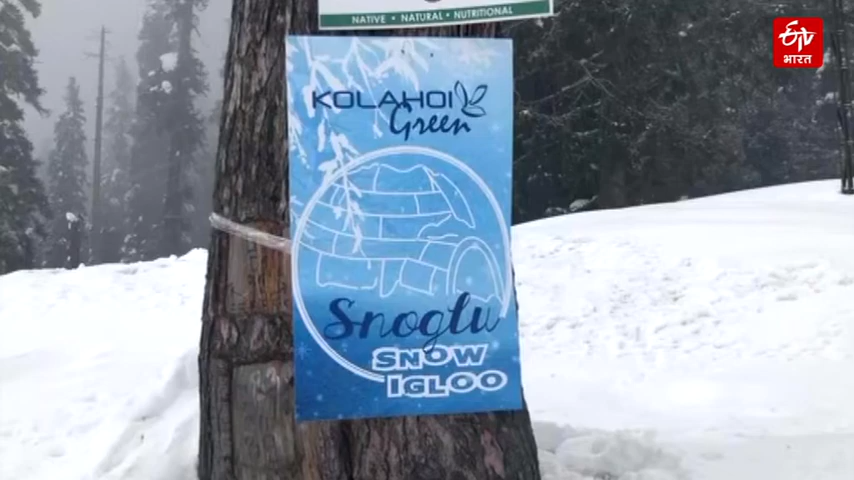 NATIVE • NATURAL • NUTRITIONAL
ETV
भारत
KOLAHOI
Green
Snoglu
SNOW
IGLOO